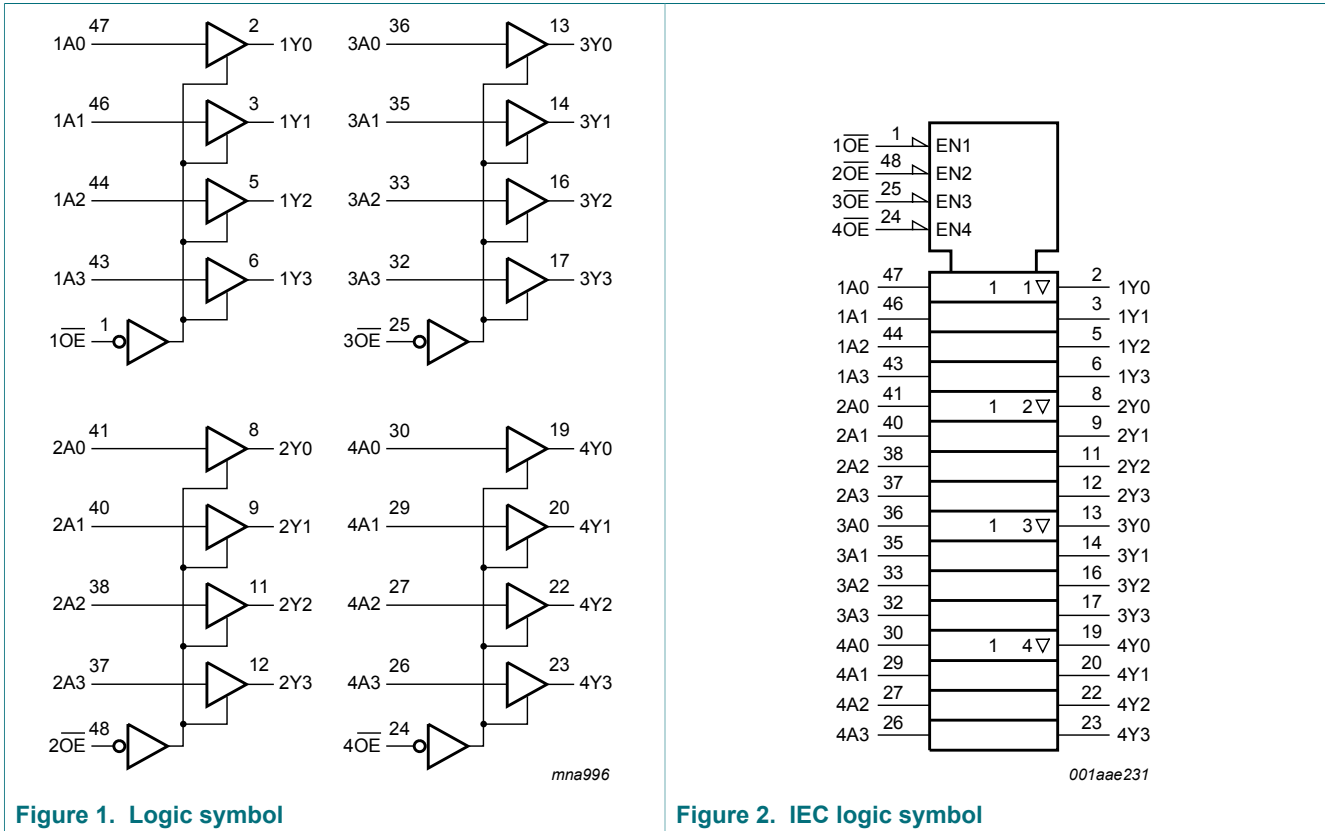 47 2
1A0 1Y0
46 3
1A1 1Y1
44 5
1A2 1Y2
43 6
1A3 1Y3
1O̅E̅ 1
36 13
3A0 3Y0
35 14
3A1 3Y1
33 16
3A2 3Y2
32 17
3A3 3Y3
3O̅E̅ 25
41 8
2A0 2Y0
40 9
2A1 2Y1
38 11
2A2 2Y2
37 12
2A3 2Y3
2O̅E̅ 48
30 19
4A0 4Y0
29 20
4A1 4Y1
27 22
4A2 4Y2
26 23
4A3 4Y3
4O̅E̅ 24
mna996
Figure 1. Logic symbol
1O̅E̅ 1 EN1
2O̅E̅ 48 EN2
3O̅E̅ 25 EN3
4O̅E̅ 24 EN4
1A0 47 1 1▽ 2 1Y0
1A1 46 3 1Y1
1A2 44 5 1Y2
1A3 43 6 1Y3
2A0 41 1 2▽ 8 2Y0
2A1 40 9 2Y1
2A2 38 11 2Y2
2A3 37 12 2Y3
3A0 36 1 3▽ 13 3Y0
3A1 35 14 3Y1
3A2 33 16 3Y2
3A3 32 17 3Y3
4A0 30 1 4▽ 19 4Y0
4A1 29 20 4Y1
4A2 27 22 4Y2
4A3 26 23 4Y3
001aae231
Figure 2. IEC logic symbol